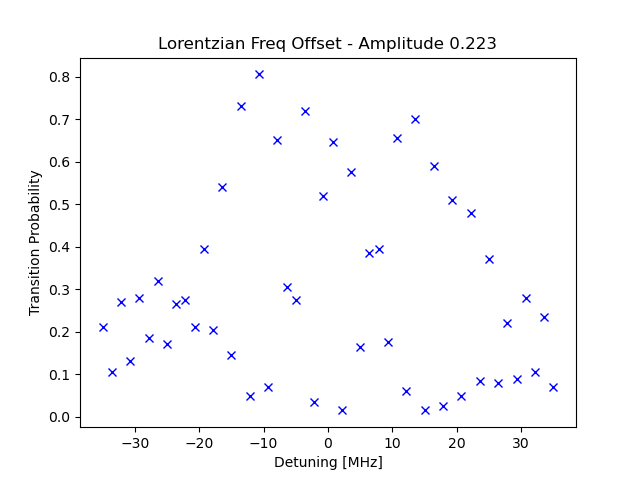 Lorentzian Freq Offset - Amplitude 0.223
Transition Probability
0.8
0.7
0.6
0.5
0.4
0.3
0.2
0.1
0.0
−30 −20 −10 0 10 20 30
Detuning [MHz]